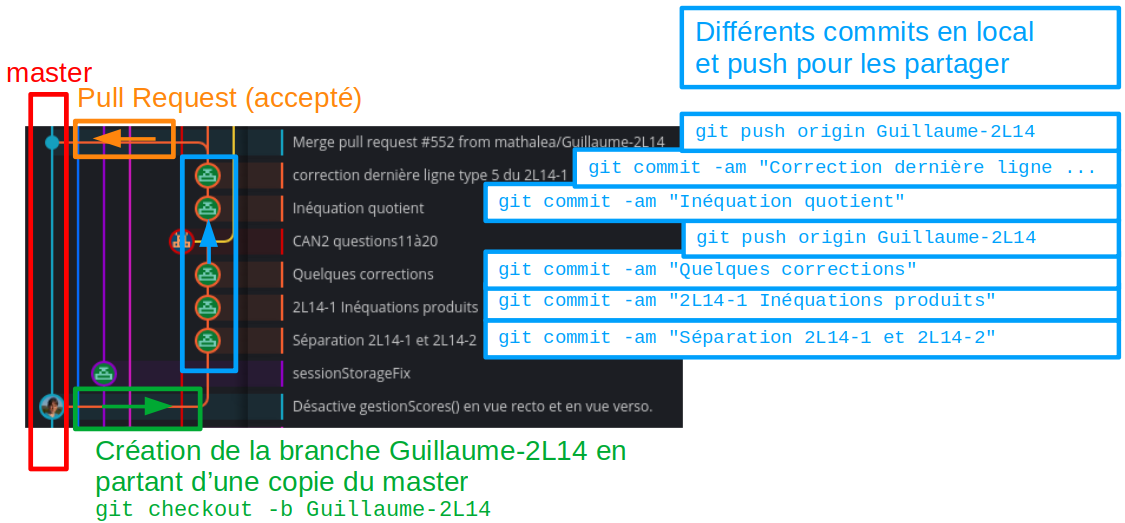 Différents commits en local
et push pour les partager
master
Pull Request (accepté)
Merge pull request #552 from mathalea/Guillaume-2L14
git push origin Guillaume-2L14
correction dernière ligne type 5 du 2L14-1
git commit -am "Correction dernière ligne ...
Inéquation quotient
git commit -am "Inéquation quotient"
CAN2 questions11à20
git push origin Guillaume-2L14
Quelques corrections
git commit -am "Quelques corrections"
2L14-1 Inéquations produits
git commit -am "2L14-1 Inéquations produits"
Séparation 2L14-1 et 2L14-2
git commit -am "Séparation 2L14-1 et 2L14-2"
sessionStorageFix
Désactive gestionScores() en vue recto et en vue verso.
Création de la branche Guillaume-2L14 en
partant d’une copie du master
git checkout -b Guillaume-2L14